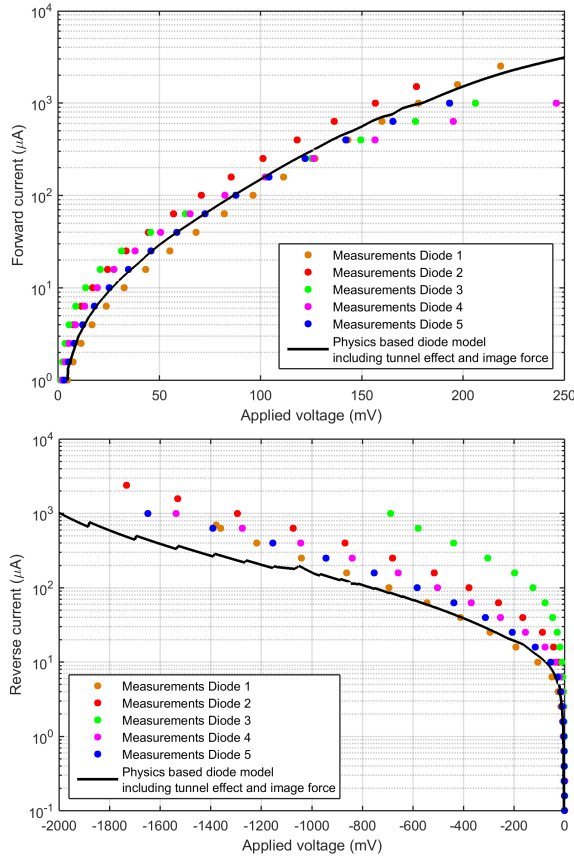 10^4
10^3
10^2
10^1
10^0
Forward current (μA)
0
50
100
150
200
250
Applied voltage (mV)
Measurements Diode 1
Measurements Diode 2
Measurements Diode 3
Measurements Diode 4
Measurements Diode 5
Physics based diode model
including tunnel effect and image force
10^4
10^3
10^2
10^1
10^0
10^-1
Reverse current (μA)
Measurements Diode 1
Measurements Diode 2
Measurements Diode 3
Measurements Diode 4
Measurements Diode 5
Physics based diode model
including tunnel effect and image force
-2000
-1800
-1600
-1400
-1200
-1000
-800
-600
-400
-200
0
Applied voltage (mV)